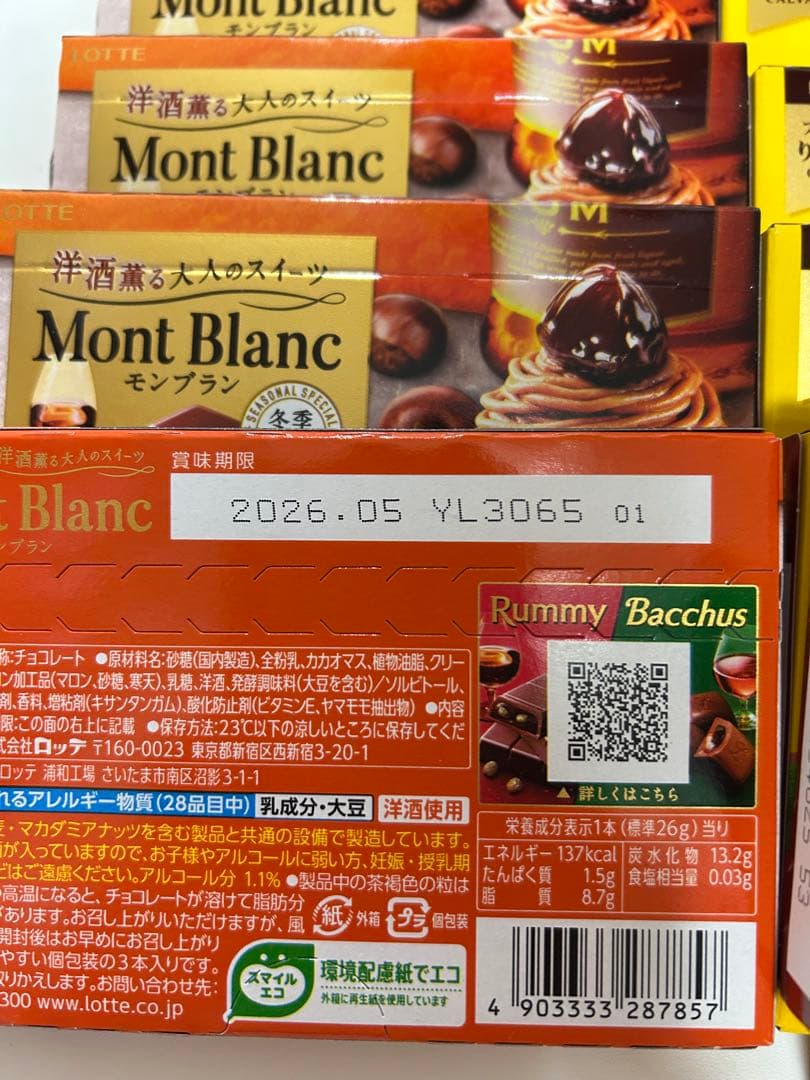 Mont Blanc
モンブラン
LOTTE
洋酒薫る大人のスイーツ
Mont Blanc
モンブラン
UM
LOTTE
洋酒薫る大人のスイーツ
Mont Blanc
モンブラン
SEASONAL SPECIAL
冬季
UM
洋酒薫る大人のスイーツ
t Blanc
ンブラン
賞味期限
2026.05 YL3065 01
称:チョコレート ●原材料名:砂糖(国内製造)、全粉乳、カカオマス、植物油脂、クリー
ン加工品(マロン、砂糖、寒天)、乳糖、洋酒、発酵調味料(大豆を含む)/ソルビトール、
剤、香料、増粘剤(キサンタンガム)、酸化防止剤(ビタミンE、ヤマモモ抽出物) ●内容
限:この面の右上に記載 ●保存方法:23℃以下の涼しいところに保存してくだ
式会社ロッテ 〒160-0023 東京都新宿区西新宿3-20-1
ロッテ 浦和工場 さいたま市南区沼影3-1-1
れるアレルギー物質(28品目中) 乳成分・大豆 洋酒使用
・マカダミアナッツを含む製品と共通の設備で製造しています。
が入っていますので、お子様やアルコールに弱い方、妊娠・授乳期
どはご遠慮ください。アルコール分 1.1% ●製品中の茶褐色の粒は
高温になると、チョコレートが溶けて脂肪分
があります。お召し上がりいただけますが、風
開封後はお早めにお召し上がり
やすい個包装の3本入りです。
取りかえします。お問い合わせ先:
300 www.lotte.co.jp
紙 外箱 プラ 個包装
スマイル
エコ
環境配慮紙でエコ
外箱に再生紙を使用しています
Rummy Bacchus
▲ 詳しくはこちら
栄養成分表示1本(標準26g)当り
エネルギー 137kcal 炭水化物 13.2g
たんぱく質 1.5g 食塩相当量 0.03g
脂質 8.7g
4 903333 287857